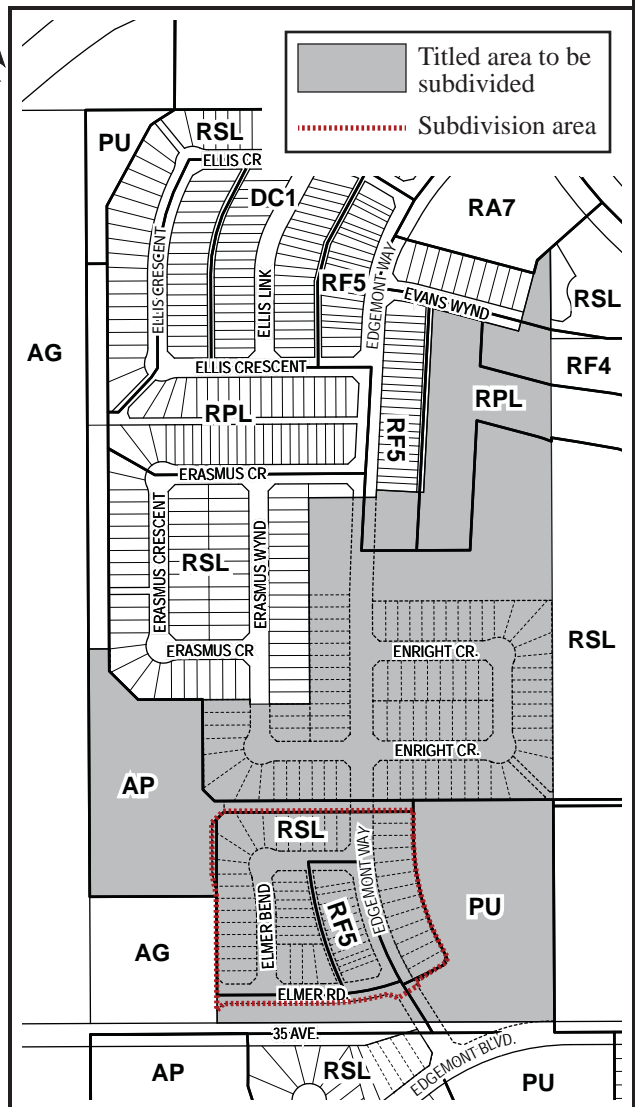 Titled area to be
subdivided
Subdivision area
PU
RSL
ELLIS CR
DC1
RA7
ELLIS CRESCENT
ELLIS LINK
RF5
EDGEMONT WAY
EVANS WYND
RSL
AG
ELLIS CRESCENT
RF4
RPL
RPL
RF5
ERASMUS CR
ERASMUS CRESCENT
RSL
ERASMUS WYND
ERASMUS CR
ENRIGHT CR.
RSL
ENRIGHT CR.
AP
RSL
EDGEMONT WAY
ELMER BEND
RF5
PU
AG
ELMER RD.
35 AVE.
AP
RSL
EDGEMONT BLVD.
PU